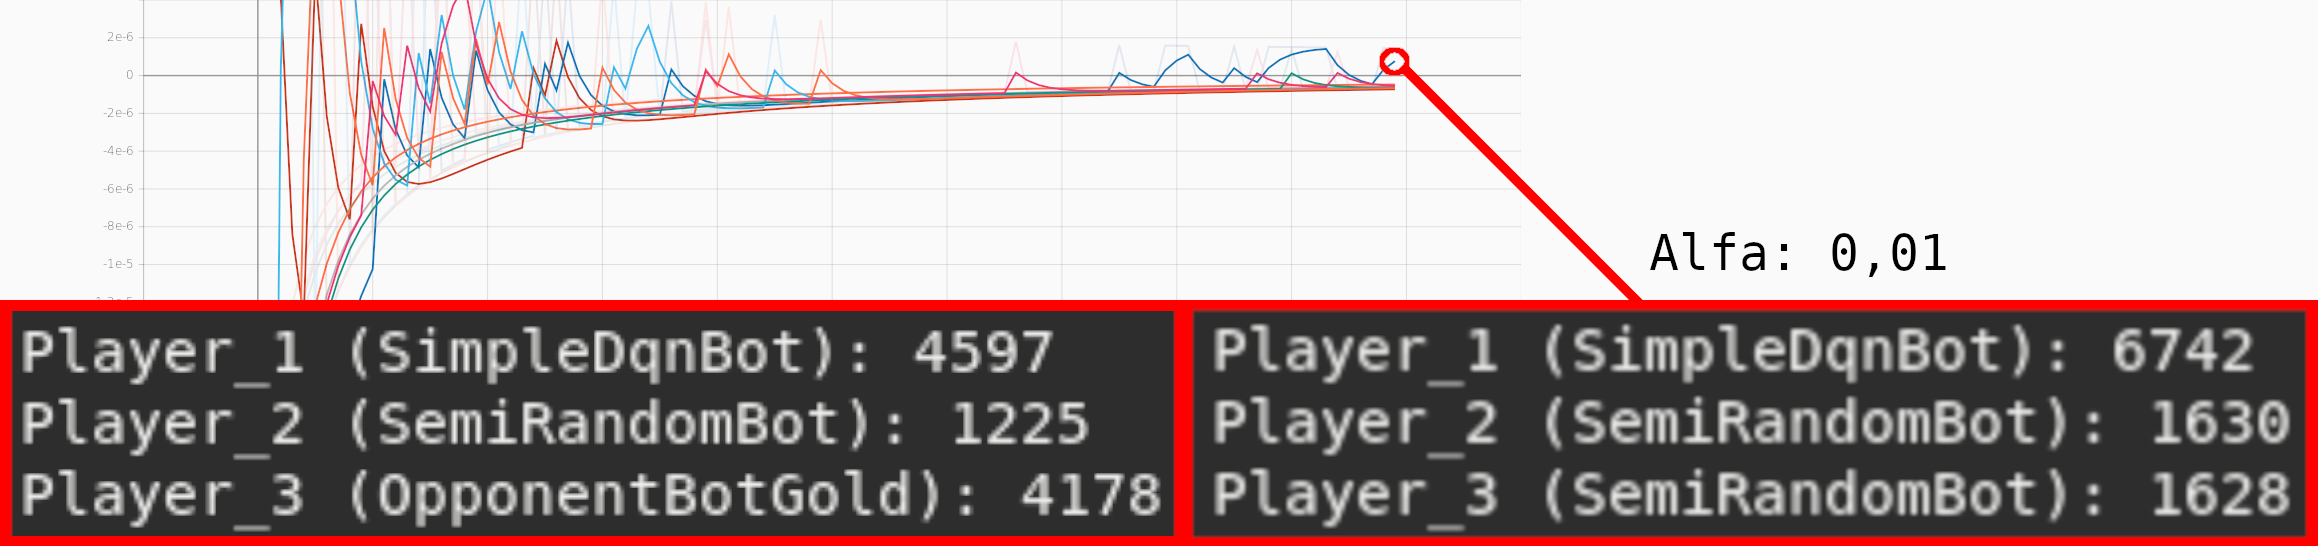 2e-6
0
-2e-6
-4e-6
-6e-6
-8e-6
-1e-5
Alfa: 0,01
Player_1 (SimpleDqnBot): 4597
Player_2 (SemiRandomBot): 1225
Player_3 (OpponentBotGold): 4178
Player_1 (SimpleDqnBot): 6742
Player_2 (SemiRandomBot): 1630
Player_3 (SemiRandomBot): 1628